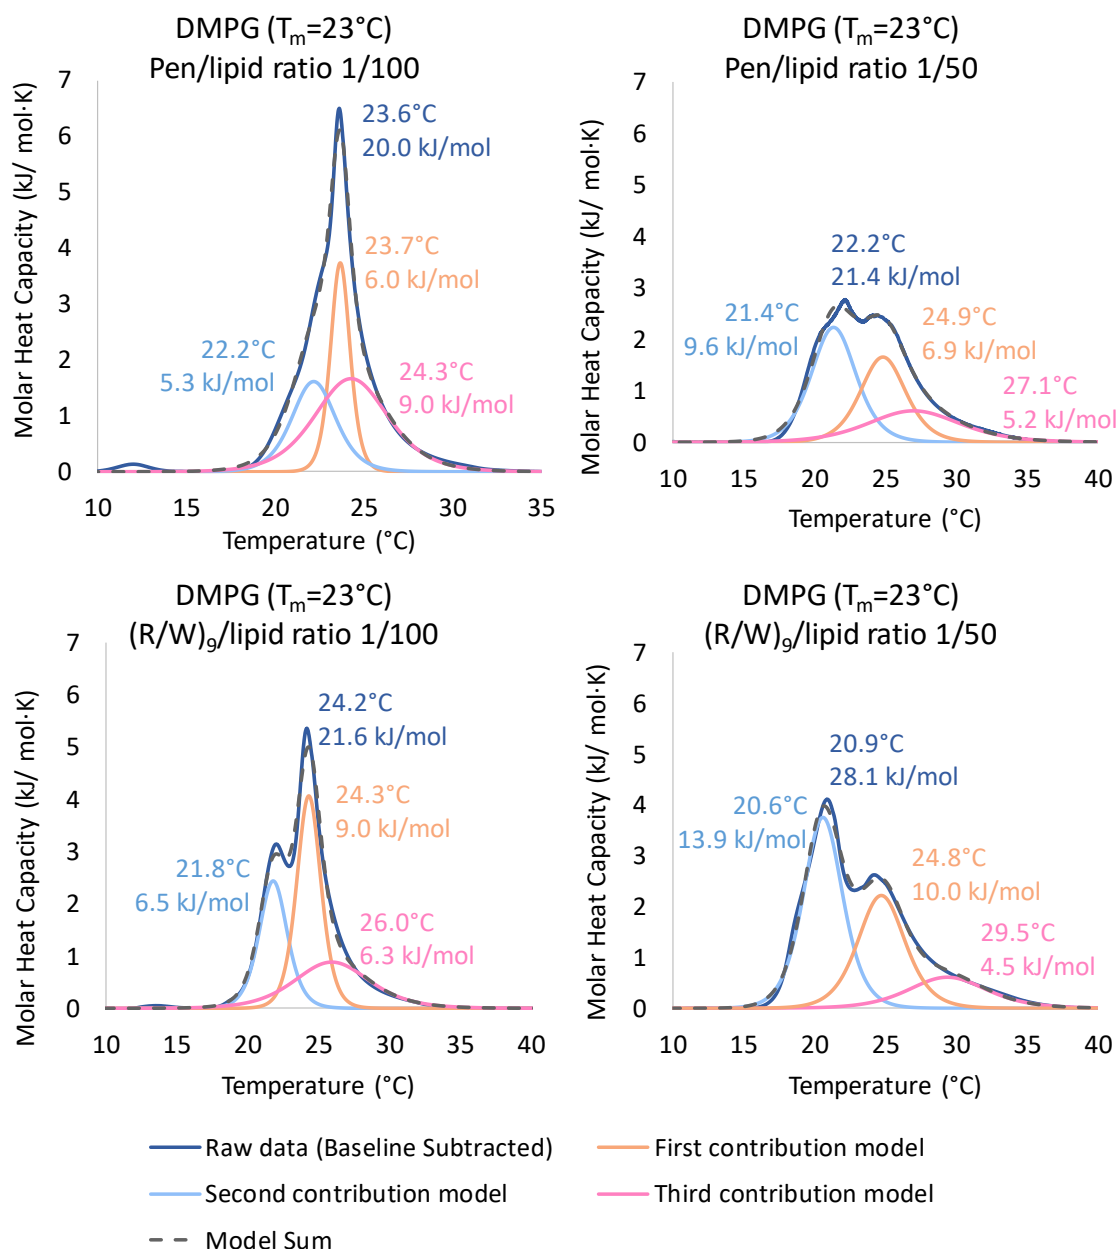 DMPG (Tm=23°C)
Pen/lipid ratio 1/100
Molar Heat Capacity (kJ/ mol·K)
7
6
5
4
3
2
1
0
23.6°C
20.0 kJ/mol
23.7°C
6.0 kJ/mol
22.2°C
5.3 kJ/mol
24.3°C
9.0 kJ/mol
10 15 20 25 30 35
Temperature (°C)
DMPG (Tm=23°C)
Pen/lipid ratio 1/50
Molar Heat Capacity (kJ/ mol·K)
7
6
5
4
3
2
1
0
22.2°C
21.4 kJ/mol
21.4°C
9.6 kJ/mol
24.9°C
6.9 kJ/mol
27.1°C
5.2 kJ/mol
10 15 20 25 30 35 40
Temperature (°C)
DMPG (Tm=23°C)
(R/W)9/lipid ratio 1/100
Molar Heat Capacity (kJ/ mol·K)
7
6
5
4
3
2
1
0
24.2°C
21.6 kJ/mol
24.3°C
9.0 kJ/mol
21.8°C
6.5 kJ/mol
26.0°C
6.3 kJ/mol
10 15 20 25 30 35 40
Temperature (°C)
DMPG (Tm=23°C)
(R/W)9/lipid ratio 1/50
Molar Heat Capacity (kJ/ mol·K)
7
6
5
4
3
2
1
0
20.9°C
28.1 kJ/mol
20.6°C
13.9 kJ/mol
24.8°C
10.0 kJ/mol
29.5°C
4.5 kJ/mol
10 15 20 25 30 35 40
Temperature (°C)
Raw data (Baseline Subtracted)
First contribution model
Second contribution model
Third contribution model
Model Sum